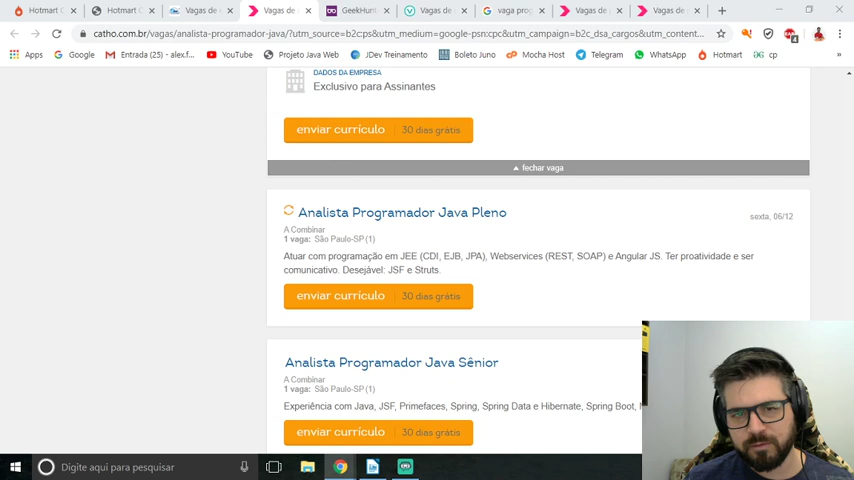 Hotmart C
Hotmart C
Vagas de e
Vagas de
GeekHunt
Vagas de
vaga prog
Vagas de
Vagas de
catho.com.br/vagas/analista-programador-java/?utm_source=b2c:ps&utm_medium=google-psn:cpc&utm_campaign=b2c_dsa_cargos&utm_content...
Apps
Google
Entrada (25) - alex.f...
YouTube
Projeto Java Web
JDev Treinamento
Boleto Juno
Mocha Host
Telegram
WhatsApp
Hotmart
cp
»
DADOS DA EMPRESA
Exclusivo para Assinantes
enviar currículo
30 dias grátis
fechar vaga
Analista Programador Java Pleno
sexta, 06/12
A Combinar
1 vaga: São Paulo-SP (1)
Atuar com programação em JEE (CDI, EJB, JPA), Webservices (REST, SOAP) e Angular JS. Ter proatividade e ser
comunicativo. Desejável: JSF e Struts.
enviar currículo
30 dias grátis
Analista Programador Java Sênior
A Combinar
1 vaga: São Paulo-SP (1)
Experiência com Java, JSF, Primefaces, Spring, Spring Data e Hibernate, Spring Boot,
enviar currículo
30 dias grátis
Digite aqui para pesquisar